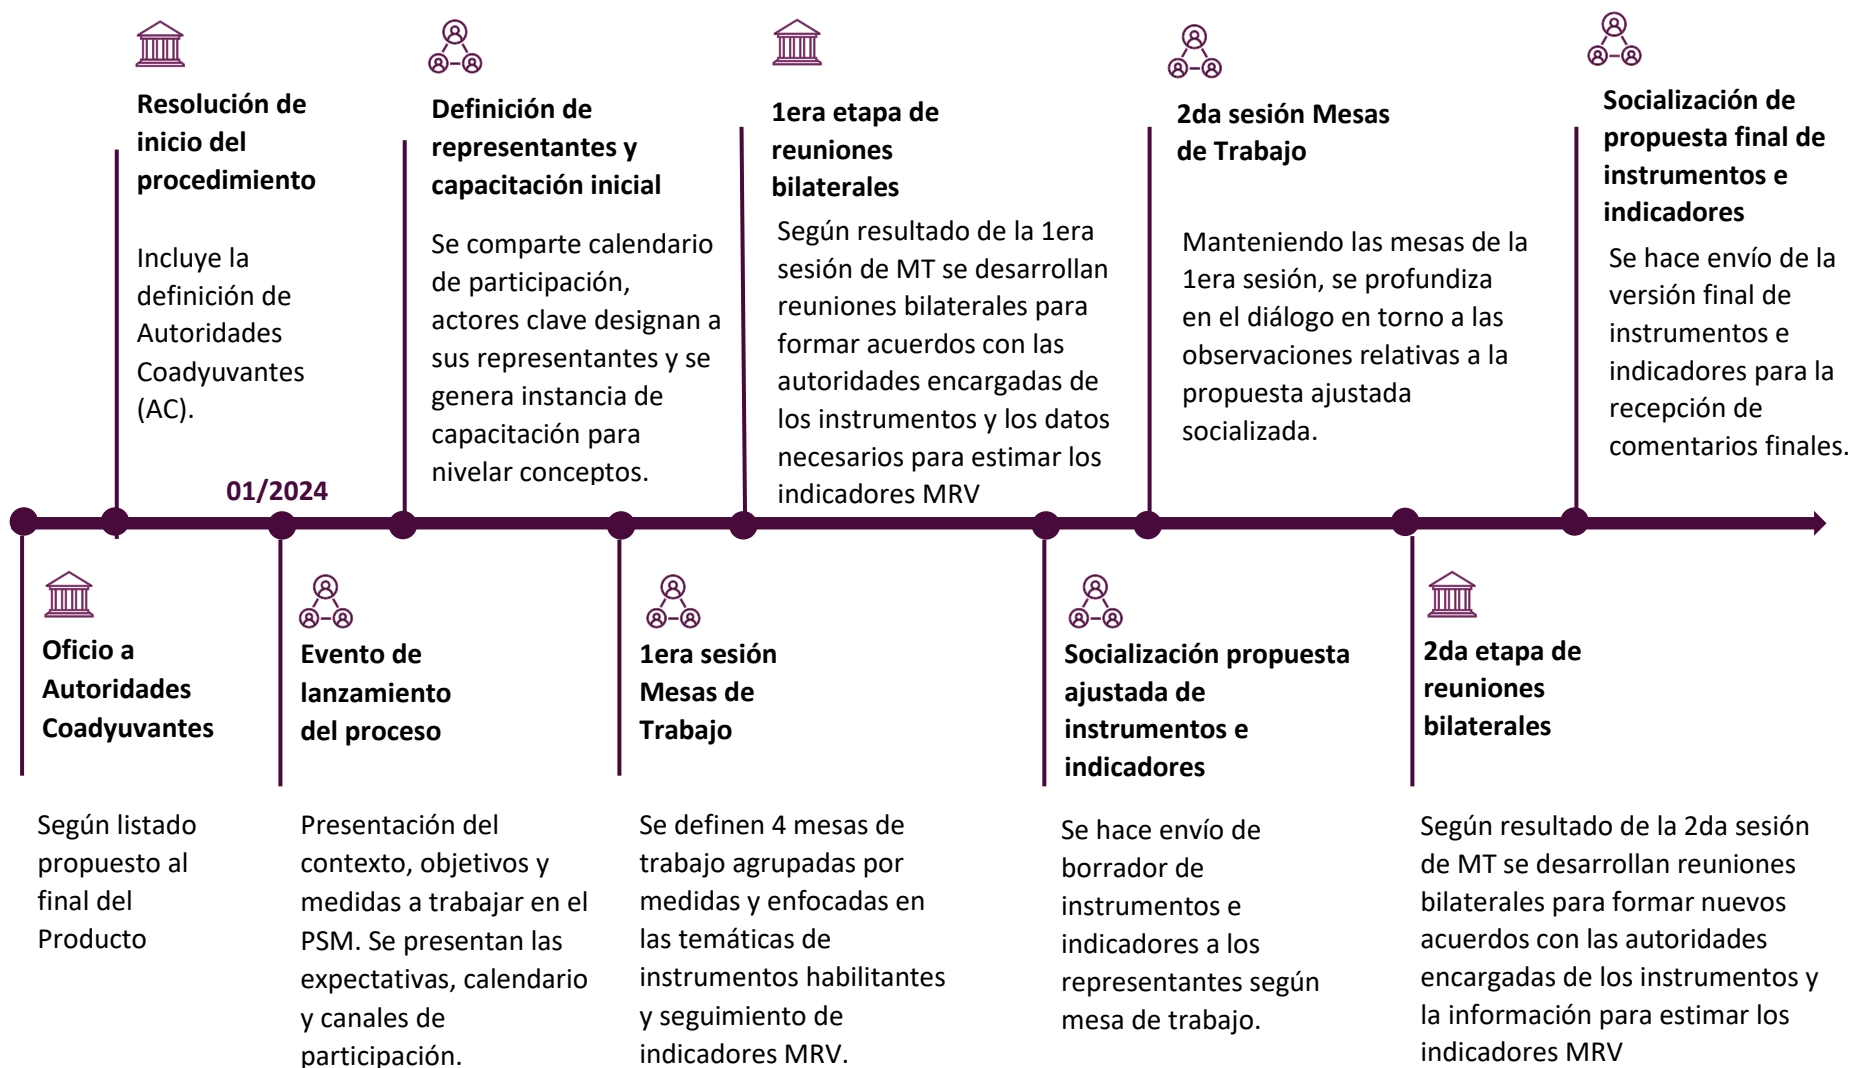 Resolución de
inicio del
procedimiento
Incluye la
definición de
Autoridades
Coadyuvantes
(AC).
Definición de
representantes y
capacitación inicial
Se comparte calendario
de participación,
actores clave designan a
sus representantes y se
genera instancia de
capacitación para
nivelar conceptos.
1era etapa de
reuniones
bilaterales
Según resultado de la 1era
sesión de MT se desarrollan
reuniones bilaterales para
formar acuerdos con las
autoridades encargadas de
los instrumentos y los datos
necesarios para estimar los
indicadores MRV
2da sesión Mesas
de Trabajo
Manteniendo las mesas de la
1era sesión, se profundiza
en el diálogo en torno a las
observaciones relativas a la
propuesta ajustada
socializada.
Socialización de
propuesta final de
instrumentos e
indicadores
Se hace envío de la
versión final de
instrumentos e
indicadores para la
recepción de
comentarios finales.
01/2024
Oficio a
Autoridades
Coadyuvantes
Según listado
propuesto al
final del
Producto
Evento de
lanzamiento
del proceso
Presentación del
contexto, objetivos y
medidas a trabajar en el
PSM. Se presentan las
expectativas, calendario
y canales de
participación.
1era sesión
Mesas de
Trabajo
Se definen 4 mesas de
trabajo agrupadas por
medidas y enfocadas en
las temáticas de
instrumentos habilitantes
y seguimiento de
indicadores MRV.
Socialización propuesta
ajustada de
instrumentos e
indicadores
Se hace envío de
borrador de
instrumentos e
indicadores a los
representantes según
mesa de trabajo.
2da etapa de
reuniones
bilaterales
Según resultado de la 2da sesión
de MT se desarrollan reuniones
bilaterales para formar nuevos
acuerdos con las autoridades
encargadas de los instrumentos y
la información para estimar los
indicadores MRV